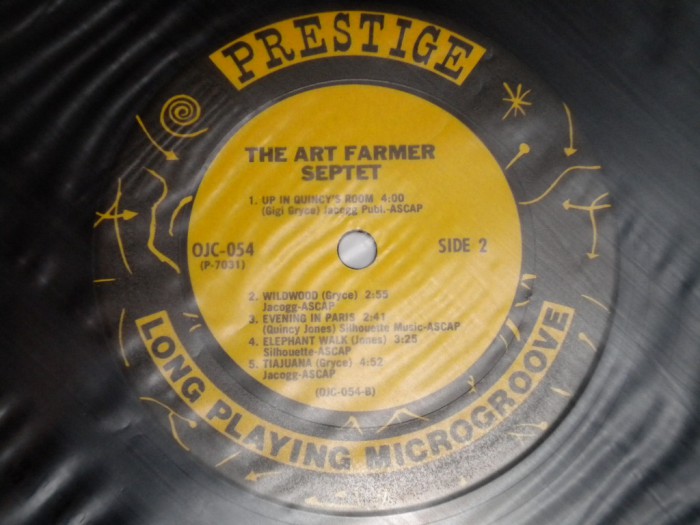 PRESTIGE
THE ART FARMER
SEPTET
1. UP IN QUINCY'S ROOM 4:00
(Gigi Gryce) Jacogg Publ.-ASCAP
OJC-054
(P-7031)
SIDE 2
2. WILDWOOD (Gryce) 2:55
Jacogg-ASCAP
3. EVENING IN PARIS 2:41
(Quincy Jones) Silhouette Music-ASCAP
4. ELEPHANT WALK (Jones) 3:25
Silhouette-ASCAP
5. TIAJUANA (Gryce) 4:52
Jacogg-ASCAP
(OJC-054-B)
LONG PLAYING MICROGROOVE